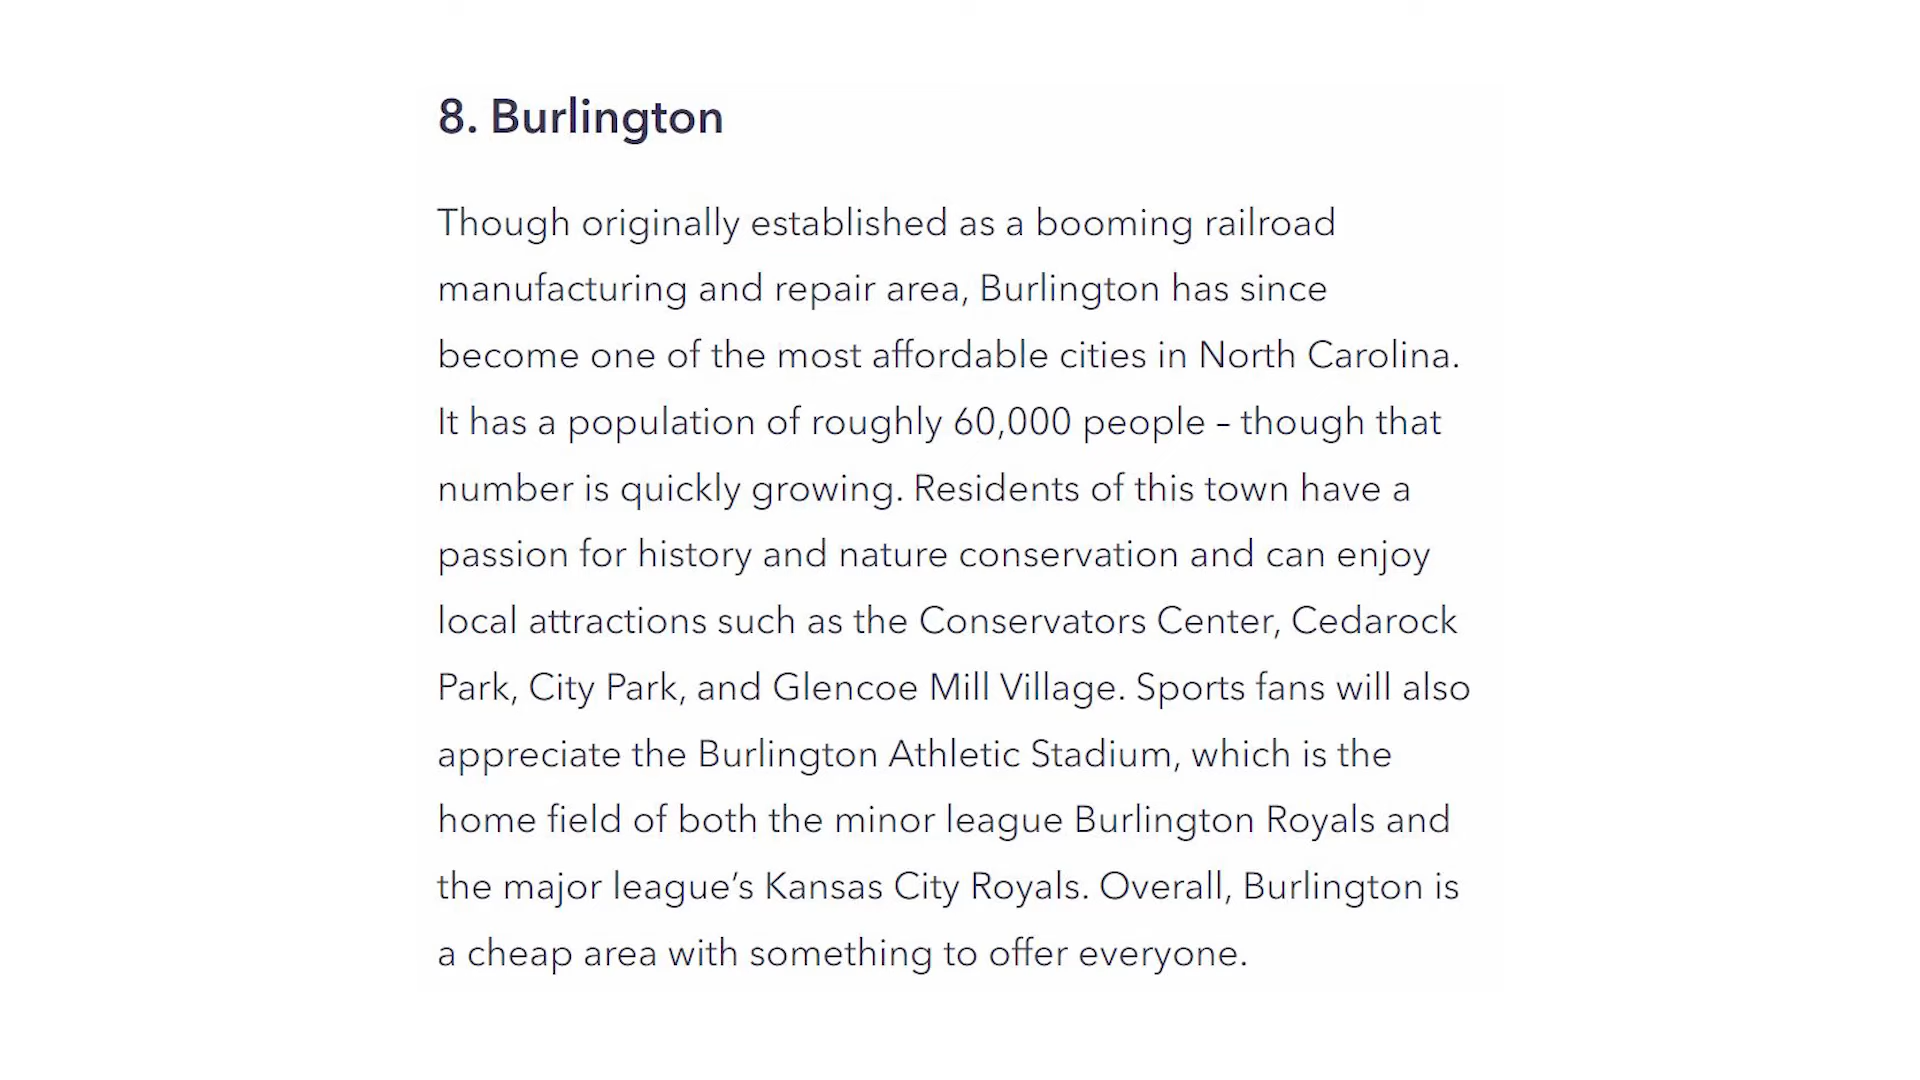 8. Burlington
Though originally established as a booming railroad
manufacturing and repair area, Burlington has since
become one of the most affordable cities in North Carolina.
It has a population of roughly 60,000 people – though that
number is quickly growing. Residents of this town have a
passion for history and nature conservation and can enjoy
local attractions such as the Conservators Center, Cedarock
Park, City Park, and Glencoe Mill Village. Sports fans will also
appreciate the Burlington Athletic Stadium, which is the
home field of both the minor league Burlington Royals and
the major league’s Kansas City Royals. Overall, Burlington is
a cheap area with something to offer everyone.